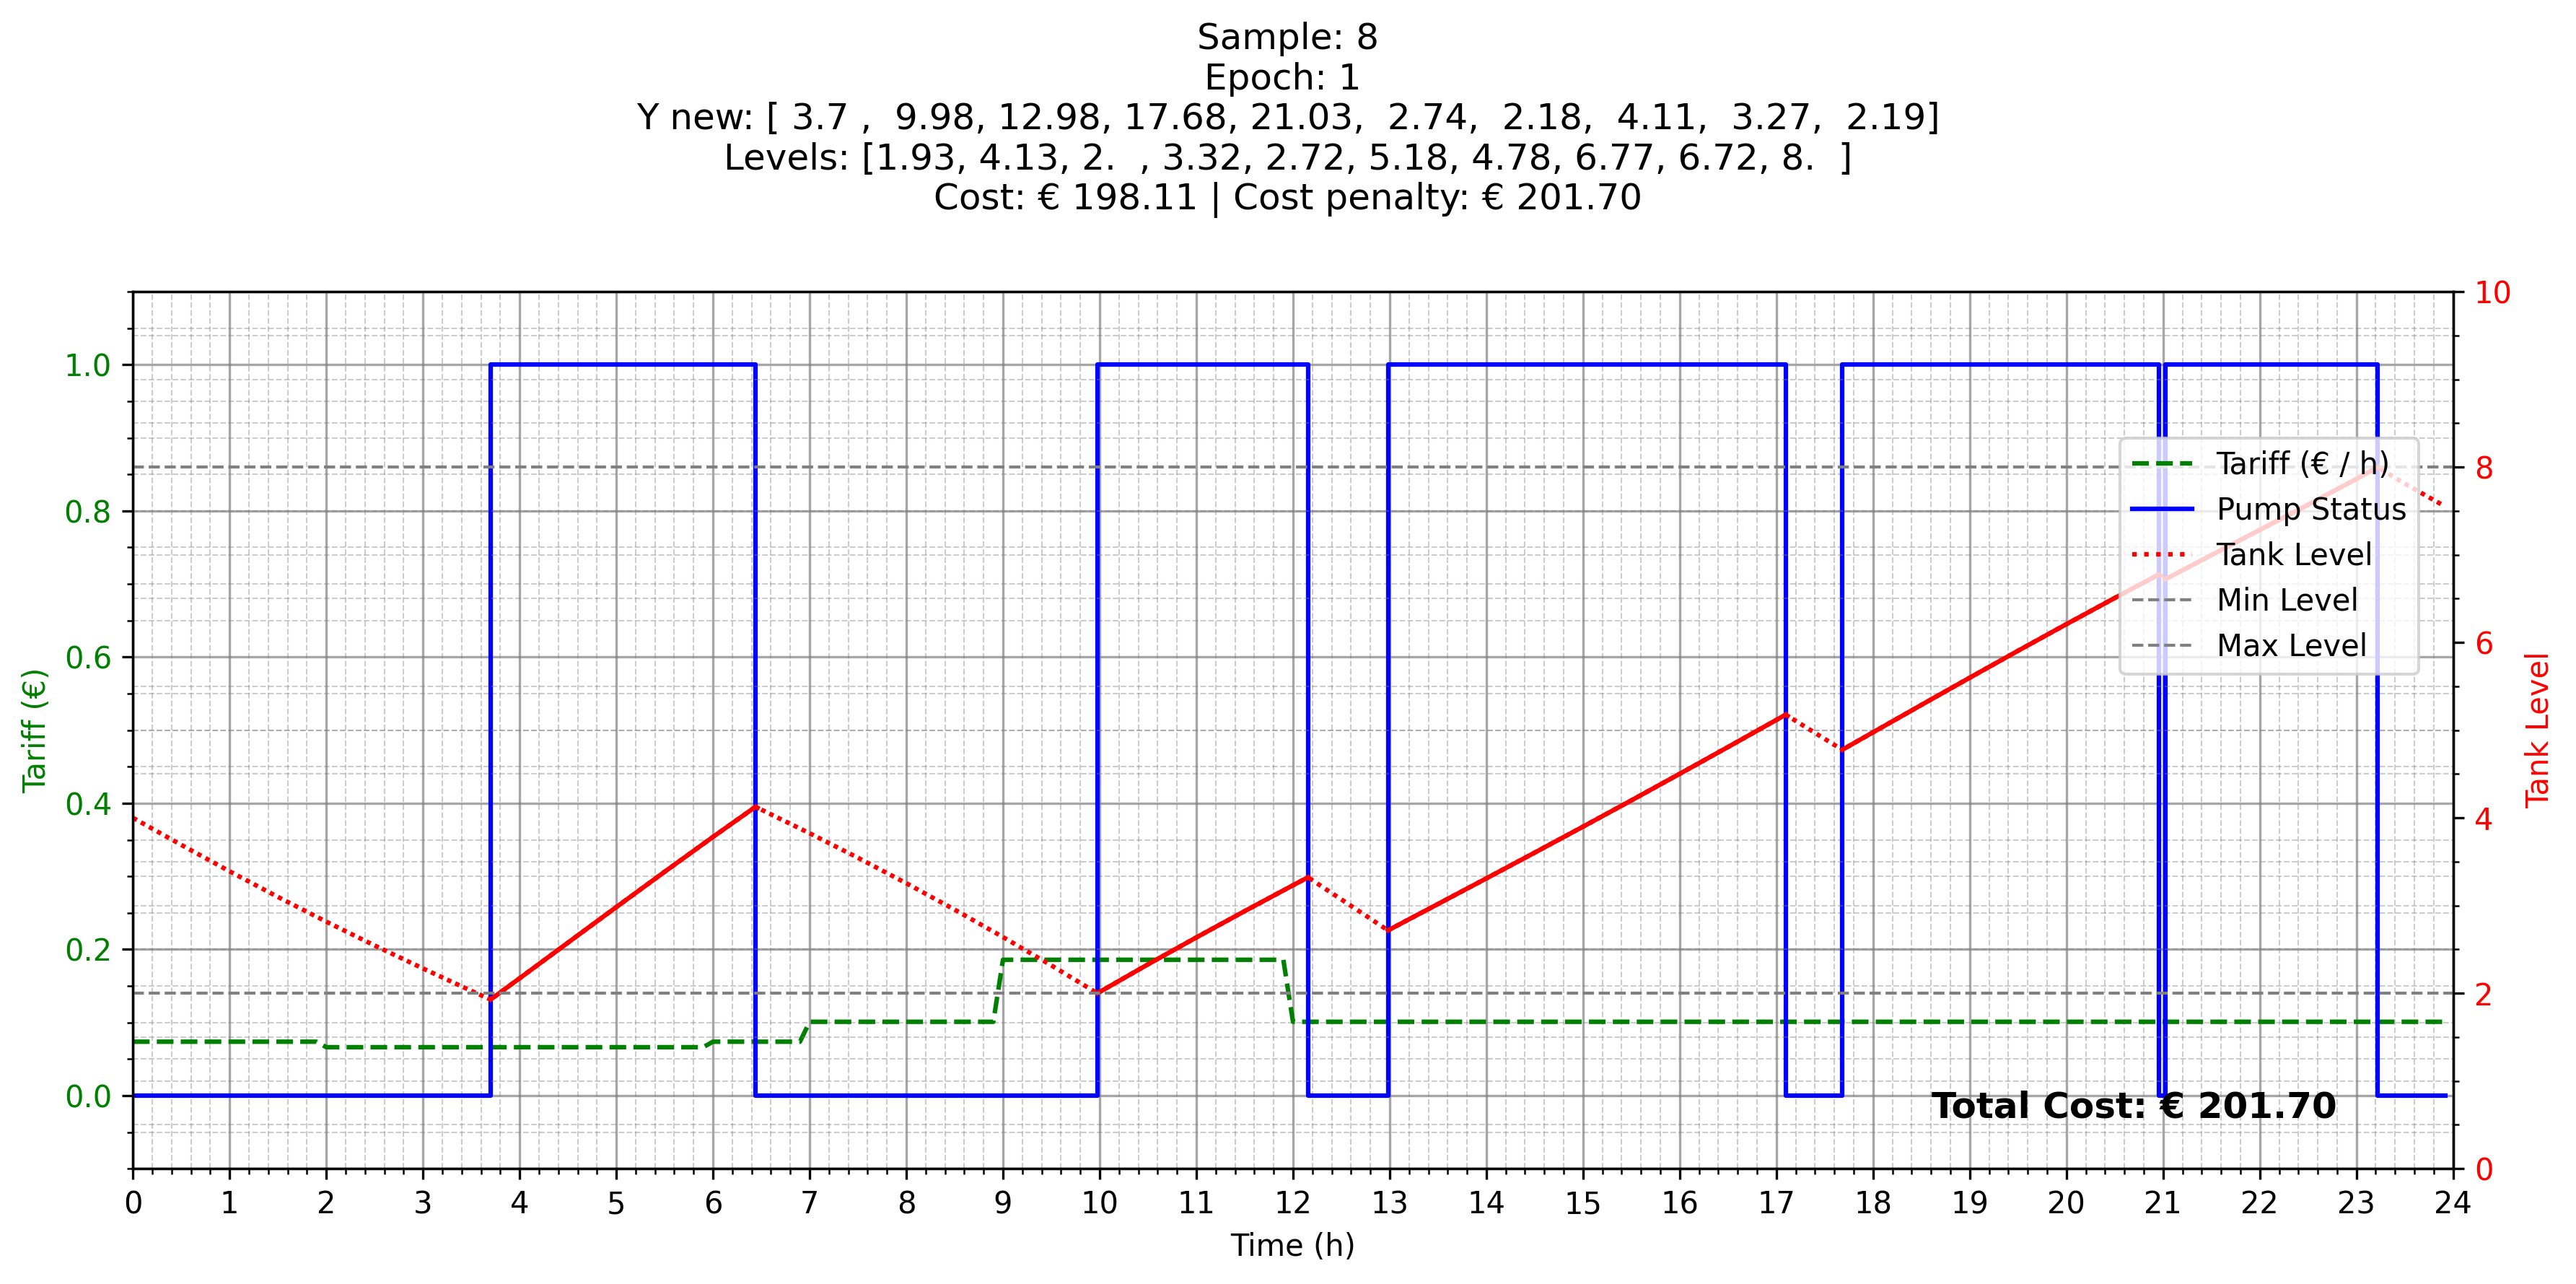 Sample: 8
Epoch: 1
Y new: [ 3.7 ,  9.98, 12.98, 17.68, 21.03,  2.74,  2.18,  4.11,  3.27,  2.19]
Levels: [1.93, 4.13, 2.  , 3.32, 2.72, 5.18, 4.78, 6.77, 6.72, 8.  ]
Cost: € 198.11 | Cost penalty: € 201.70
10
1.0
8
Tariff (€ / h)
0.8
Pump Status
Tank Level
Min Level
Max Level
0.6
6
Tariff (€)
Tank Level
0.4
4
0.2
2
0.0
Total Cost: € 201.70
0
0 1 2 3 4 5 6 7 8 9 10 11 12 13 14 15 16 17 18 19 20 21 22 23 24
Time (h)